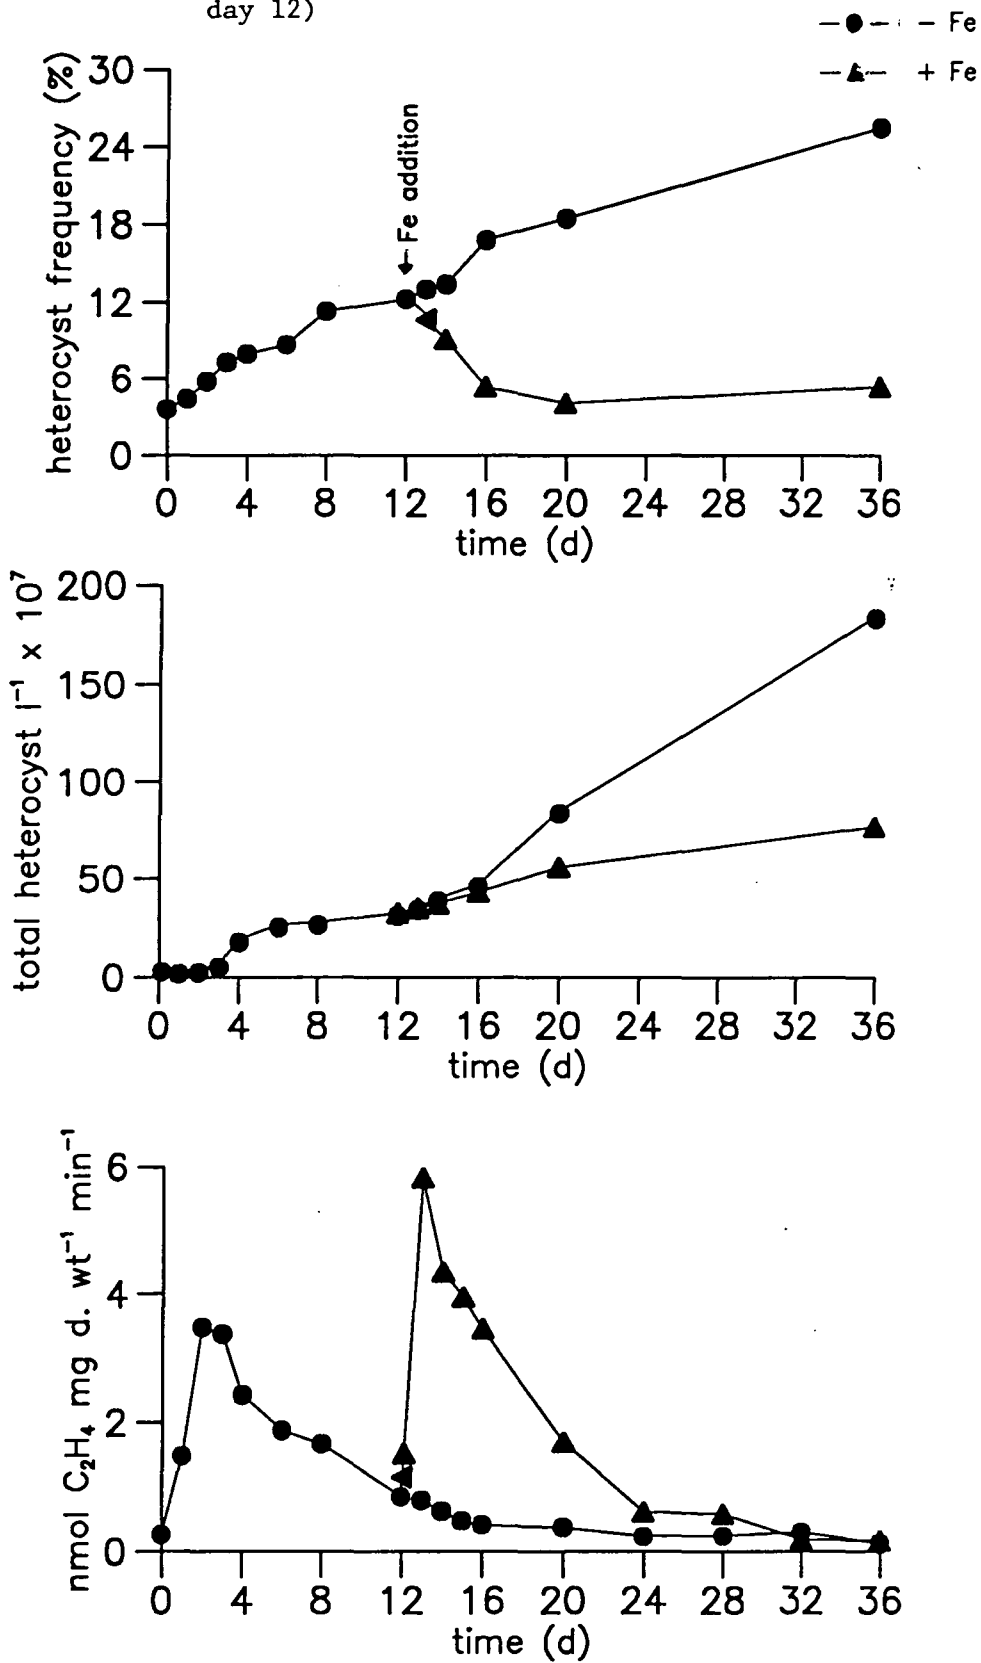 day 12)
− Fe
+ Fe
heterocyst frequency (%)
30
24
18
12
6
0
Fe addition
0 4 8 12 16 20 24 28 32 36
time (d)
total heterocyst l⁻¹ x 10⁷
200
150
100
50
0
0 4 8 12 16 20 24 28 32 36
time (d)
nmol C₂H₄ mg d. wt⁻¹ min⁻¹
6
4
2
0
0 4 8 12 16 20 24 28 32 36
time (d)